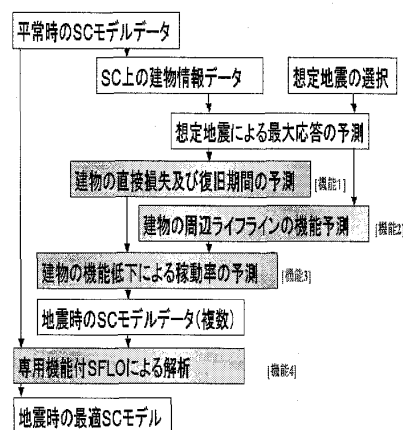 平常時のSCモデルデータ
SC上の建物情報データ
想定地震の選択
想定地震による最大応答の予測
建物の直接損失及び復旧期間の予測
[機能1]
建物の周辺ライフラインの機能予測
[機能2]
建物の機能低下による稼動率の予測
[機能3]
地震時のSCモデルデータ(複数)
専用機能付SFLOによる解析
[機能4]
地震時の最適SCモデル